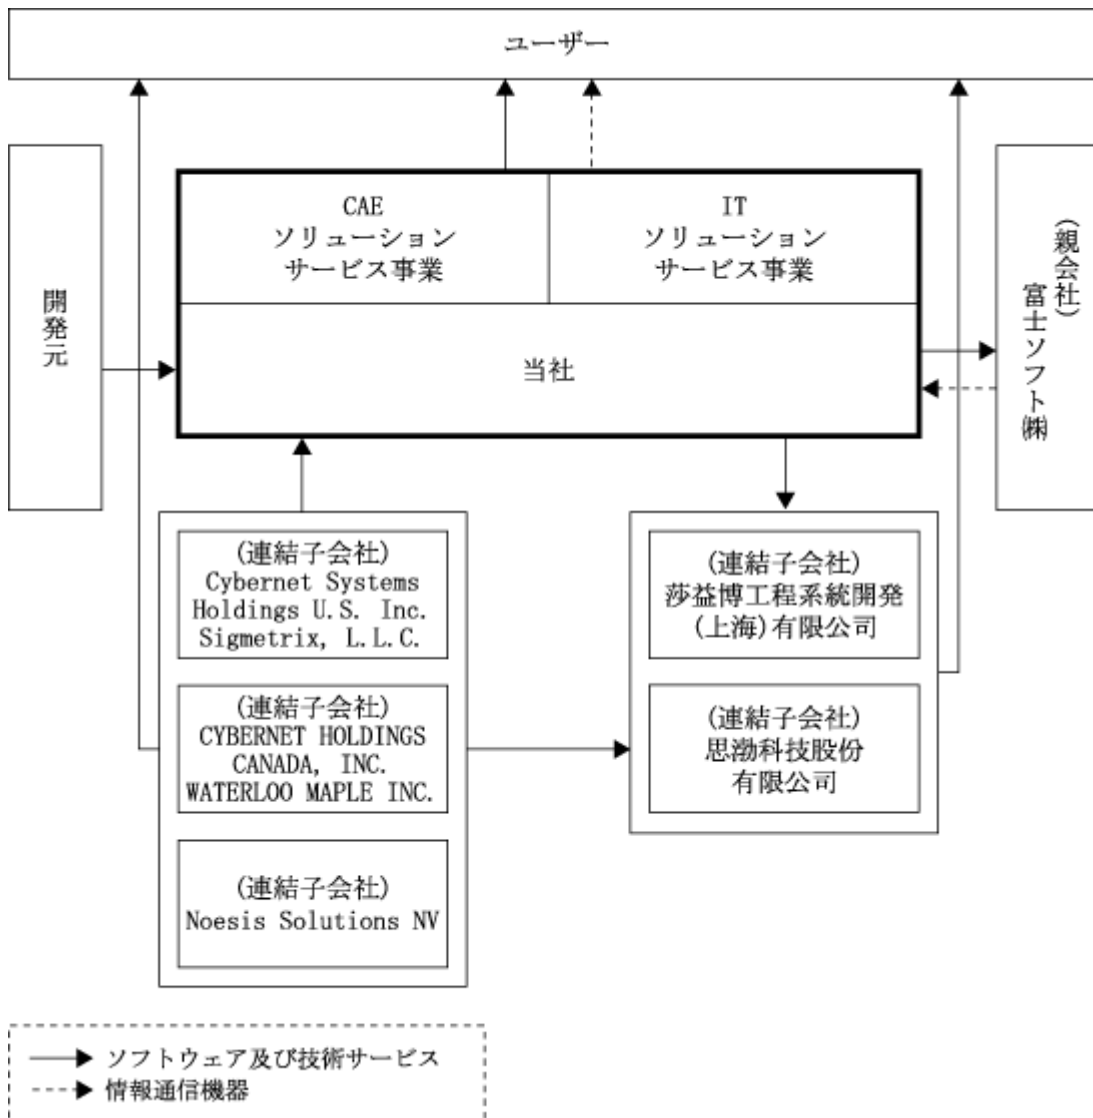 ユーザー
開発元
CAE
ソリューション
サービス事業
IT
ソリューション
サービス事業
当社
(親会社)
富士ソフト㈱
(連結子会社)
Cybernet Systems
Holdings U.S. Inc.
Sigmetrix, L.L.C.
(連結子会社)
CYBERNET HOLDINGS
CANADA, INC.
WATERLOO MAPLE INC.
(連結子会社)
Noesis Solutions NV
(連結子会社)
莎益博工程系統開発
(上海)有限公司
(連結子会社)
思渤科技股份
有限公司
ソフトウェア及び技術サービス
情報通信機器